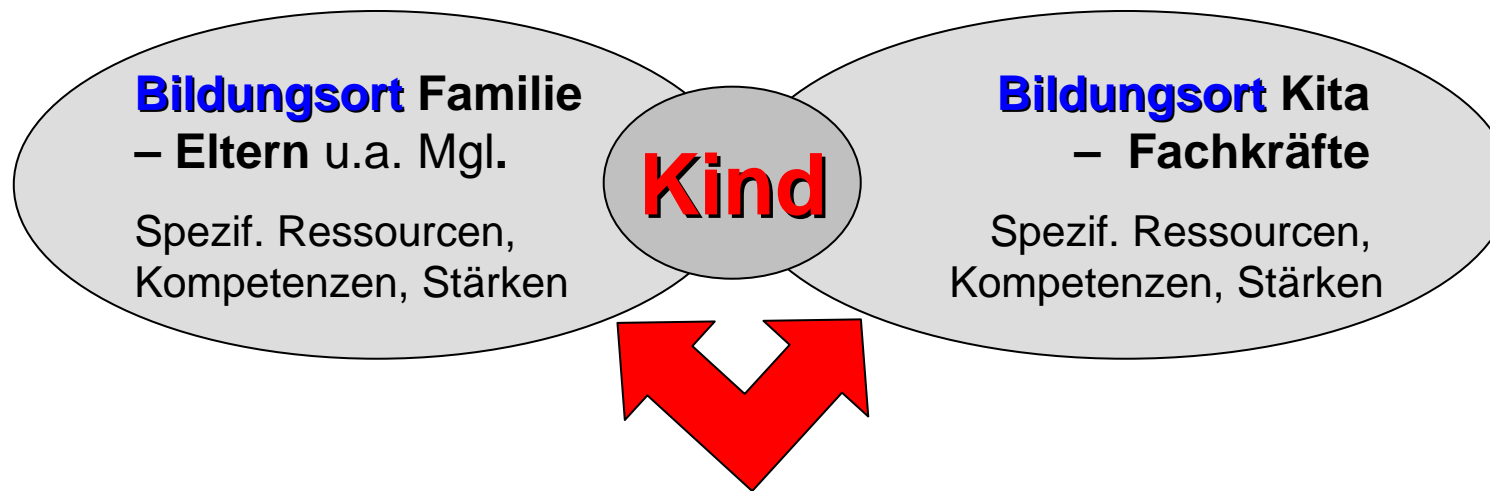 Bildungsort Familie
– Eltern u.a. Mgl.
Spezif. Ressourcen,
Kompetenzen, Stärken
Kind
Bildungsort Kita
– Fachkräfte
Spezif. Ressourcen,
Kompetenzen, Stärken